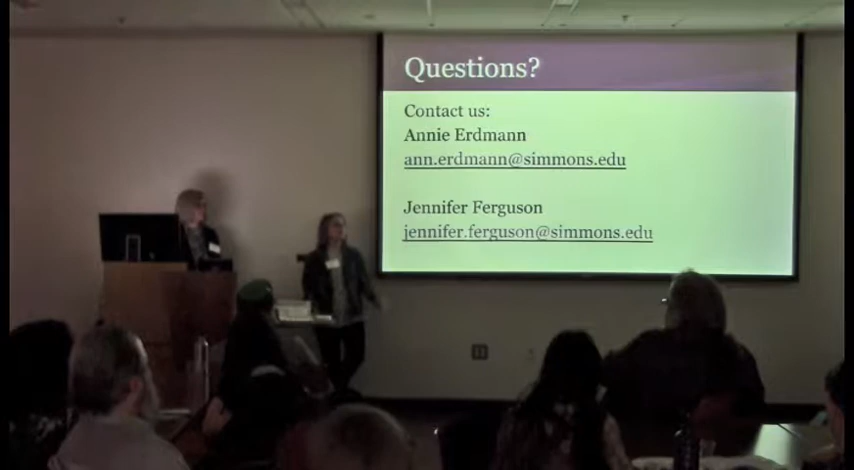 Questions?
Contact us:
Annie Erdmann
ann.erdmann@simmons.edu
Jennifer Ferguson
jennifer.ferguson@simmons.edu